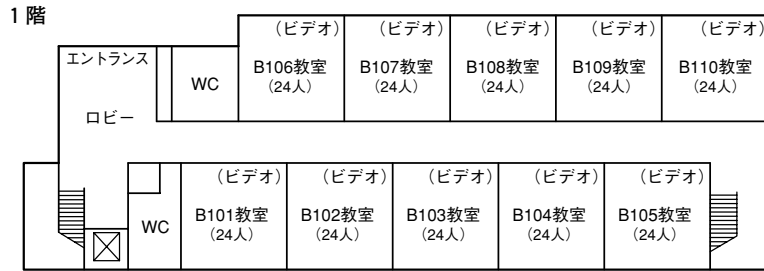 1階
エントランス
ロビー
WC
（ビデオ）
B106教室
（24人）
（ビデオ）
B107教室
（24人）
（ビデオ）
B108教室
（24人）
（ビデオ）
B109教室
（24人）
（ビデオ）
B110教室
（24人）
WC
（ビデオ）
B101教室
（24人）
（ビデオ）
B102教室
（24人）
（ビデオ）
B103教室
（24人）
（ビデオ）
B104教室
（24人）
（ビデオ）
B105教室
（24人）